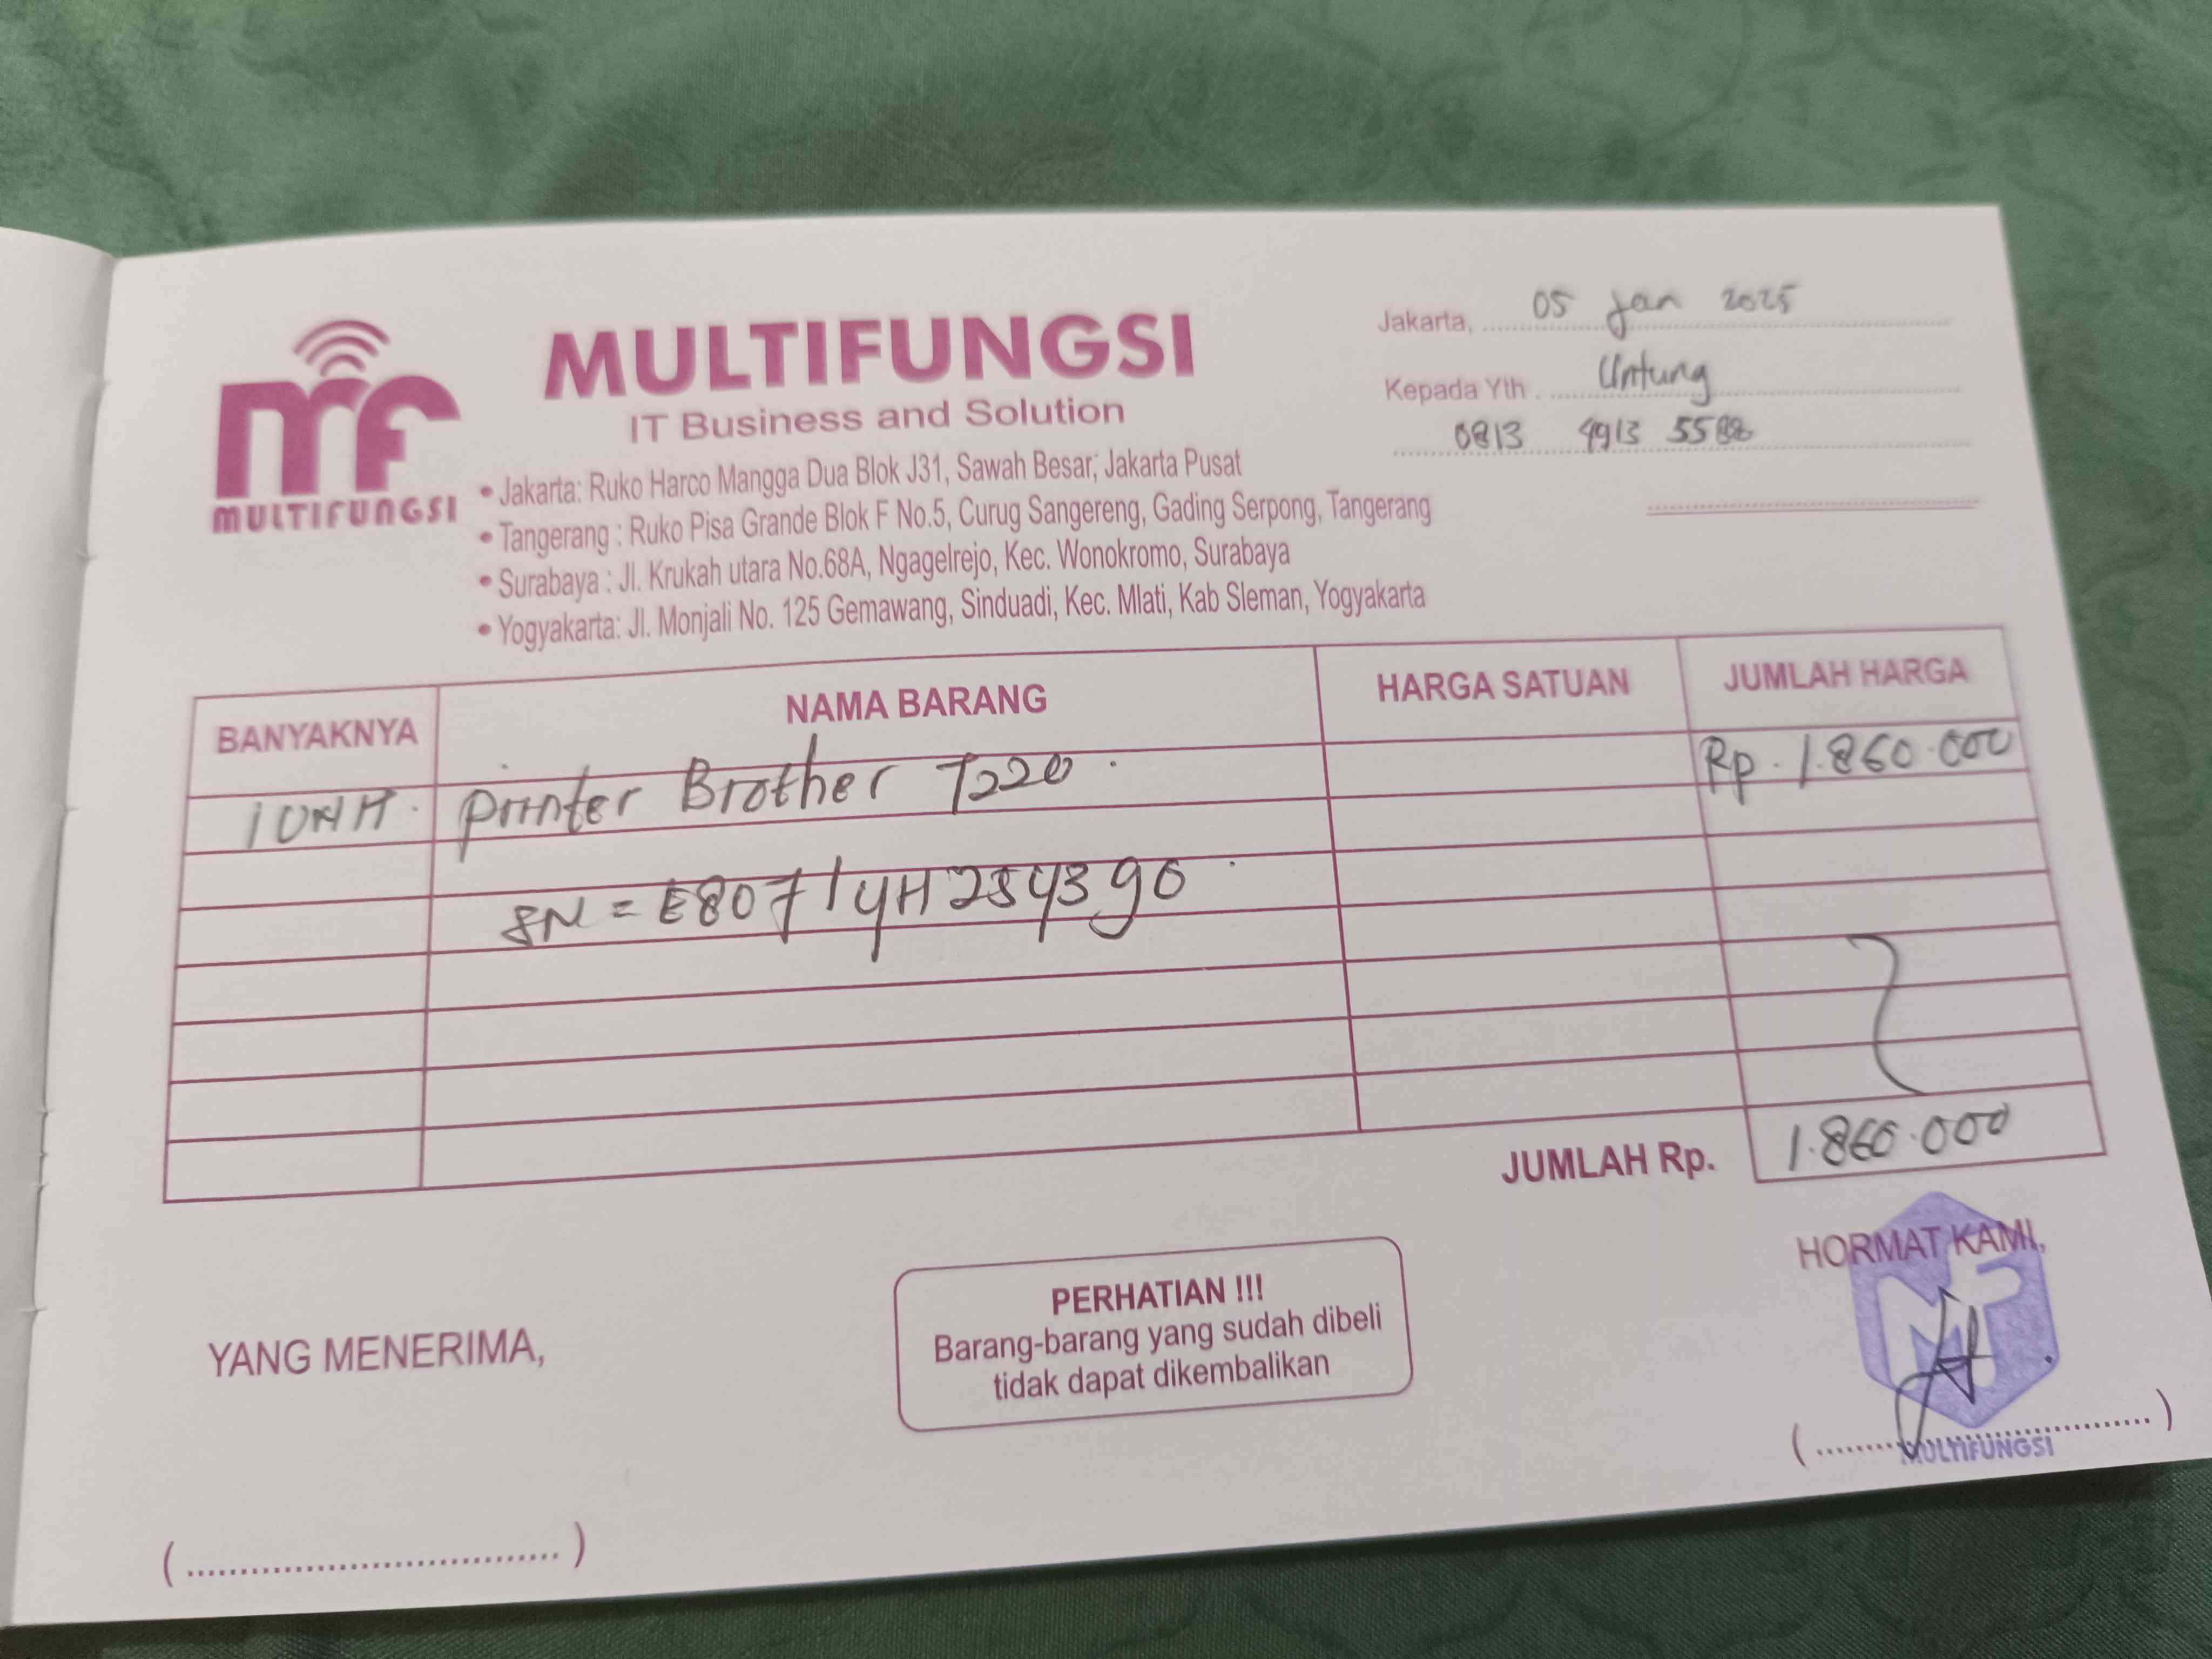 mf
MULTIFUNGSI
MULTIFUNGSI
IT Business and Solution
• Jakarta: Ruko Harco Mangga Dua Blok J31, Sawah Besar, Jakarta Pusat
• Tangerang : Ruko Pisa Grande Blok F No.5, Curug Sangereng, Gading Serpong, Tangerang
• Surabaya : Jl. Krukah utara No.68A, Ngagelrejo, Kec. Wonokromo, Surabaya
• Yogyakarta: Jl. Monjali No. 125 Gemawang, Sinduadi, Kec. Mlati, Kab Sleman, Yogyakarta
Jakarta, 05 Jan 2025
Kepada Yth . Untung
0813 4913 5588
BANYAKNYA NAMA BARANG HARGA SATUAN JUMLAH HARGA
1 Unit. Printer Brother T220. Rp. 1.860.000
SN = E8071YH254390
JUMLAH Rp. 1.860.000
YANG MENERIMA,
PERHATIAN !!!
Barang-barang yang sudah dibeli
tidak dapat dikembalikan
HORMAT KAMI,
MULTIFUNGSI